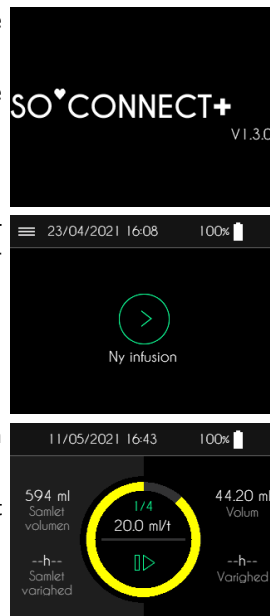 SO♥CONNECT+
V1.3.0
23/04/2021 16:08 100%
Ny infusion
11/05/2021 16:43 100%
594 ml
Samlet
volumen
--h--
Samlet
varighed
1/4
20.0 ml/t
44.20 ml
Volum
--h--
Varighed